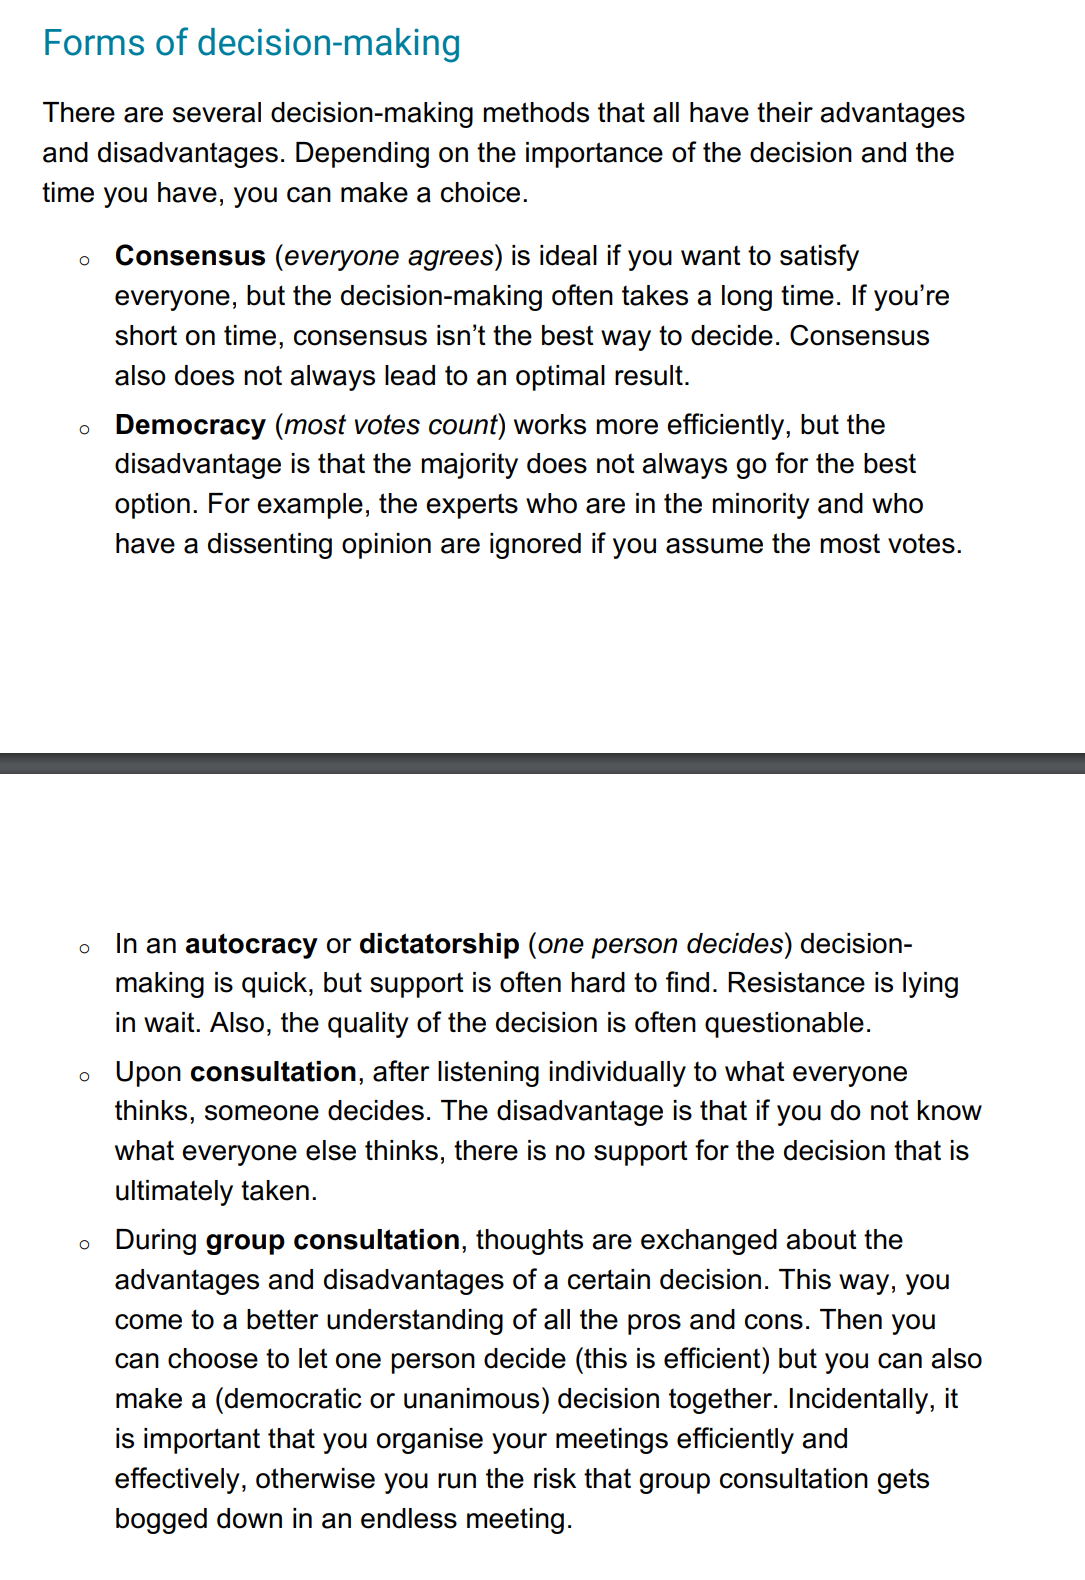 Forms of decision-making
There are several decision-making methods that all have their advantages
and disadvantages. Depending on the importance of the decision and the
time you have, you can make a choice.
○ Consensus (everyone agrees) is ideal if you want to satisfy
everyone, but the decision-making often takes a long time. If you’re
short on time, consensus isn’t the best way to decide. Consensus
also does not always lead to an optimal result.
○ Democracy (most votes count) works more efficiently, but the
disadvantage is that the majority does not always go for the best
option. For example, the experts who are in the minority and who
have a dissenting opinion are ignored if you assume the most votes.
○ In an autocracy or dictatorship (one person decides) decision-
making is quick, but support is often hard to find. Resistance is lying
in wait. Also, the quality of the decision is often questionable.
○ Upon consultation, after listening individually to what everyone
thinks, someone decides. The disadvantage is that if you do not know
what everyone else thinks, there is no support for the decision that is
ultimately taken.
○ During group consultation, thoughts are exchanged about the
advantages and disadvantages of a certain decision. This way, you
come to a better understanding of all the pros and cons. Then you
can choose to let one person decide (this is efficient) but you can also
make a (democratic or unanimous) decision together. Incidentally, it
is important that you organise your meetings efficiently and
effectively, otherwise you run the risk that group consultation gets
bogged down in an endless meeting.